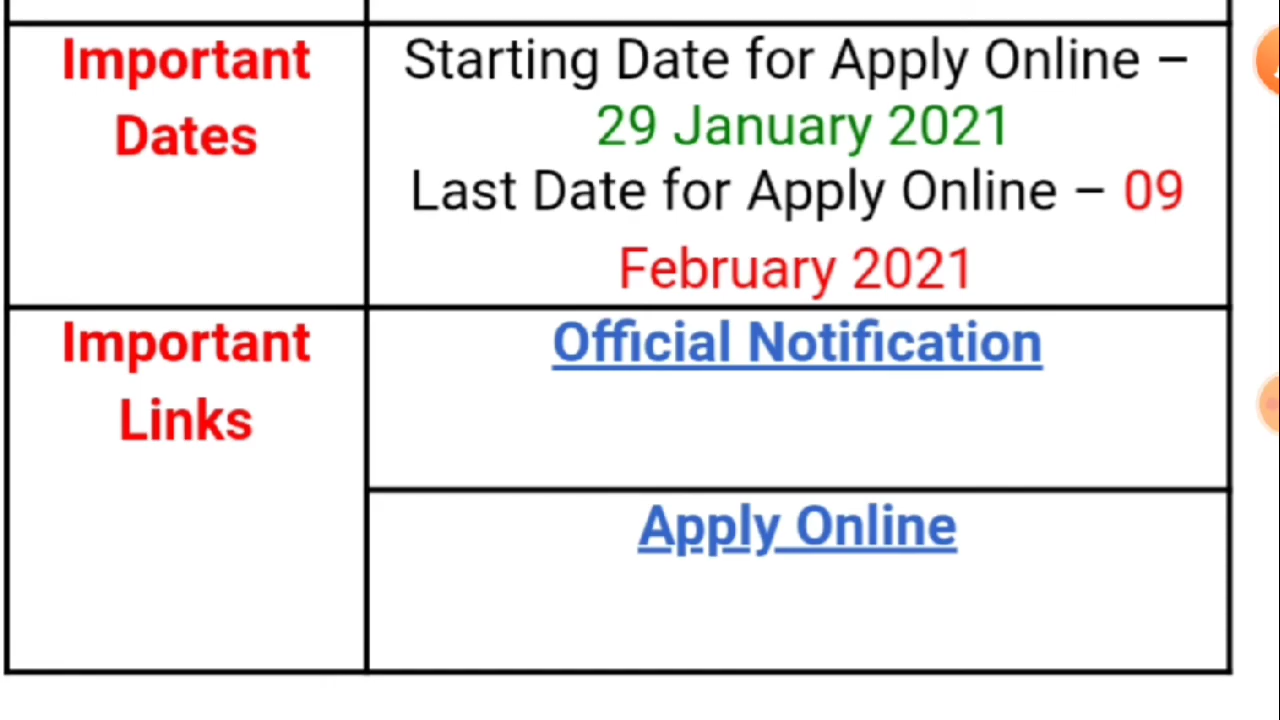 Important
Dates
Starting Date for Apply Online –
29 January 2021
Last Date for Apply Online – 09
February 2021
Important
Links
Official Notification
Apply Online